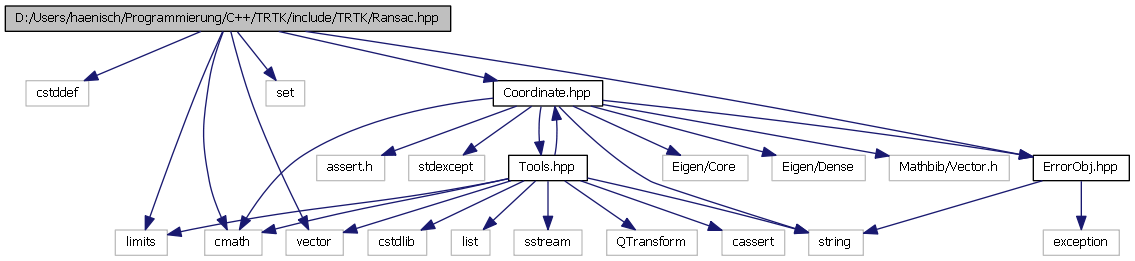 D:/Users/haenisch/Programmierung/C++/TRTK/include/TRTK/Ransac.hpp
cstddef
set
Coordinate.hpp
assert.h
stdexcept
Tools.hpp
Eigen/Core
Eigen/Dense
Mathbib/Vector.h
ErrorObj.hpp
limits
cmath
vector
cstdlib
list
sstream
QTransform
cassert
string
exception